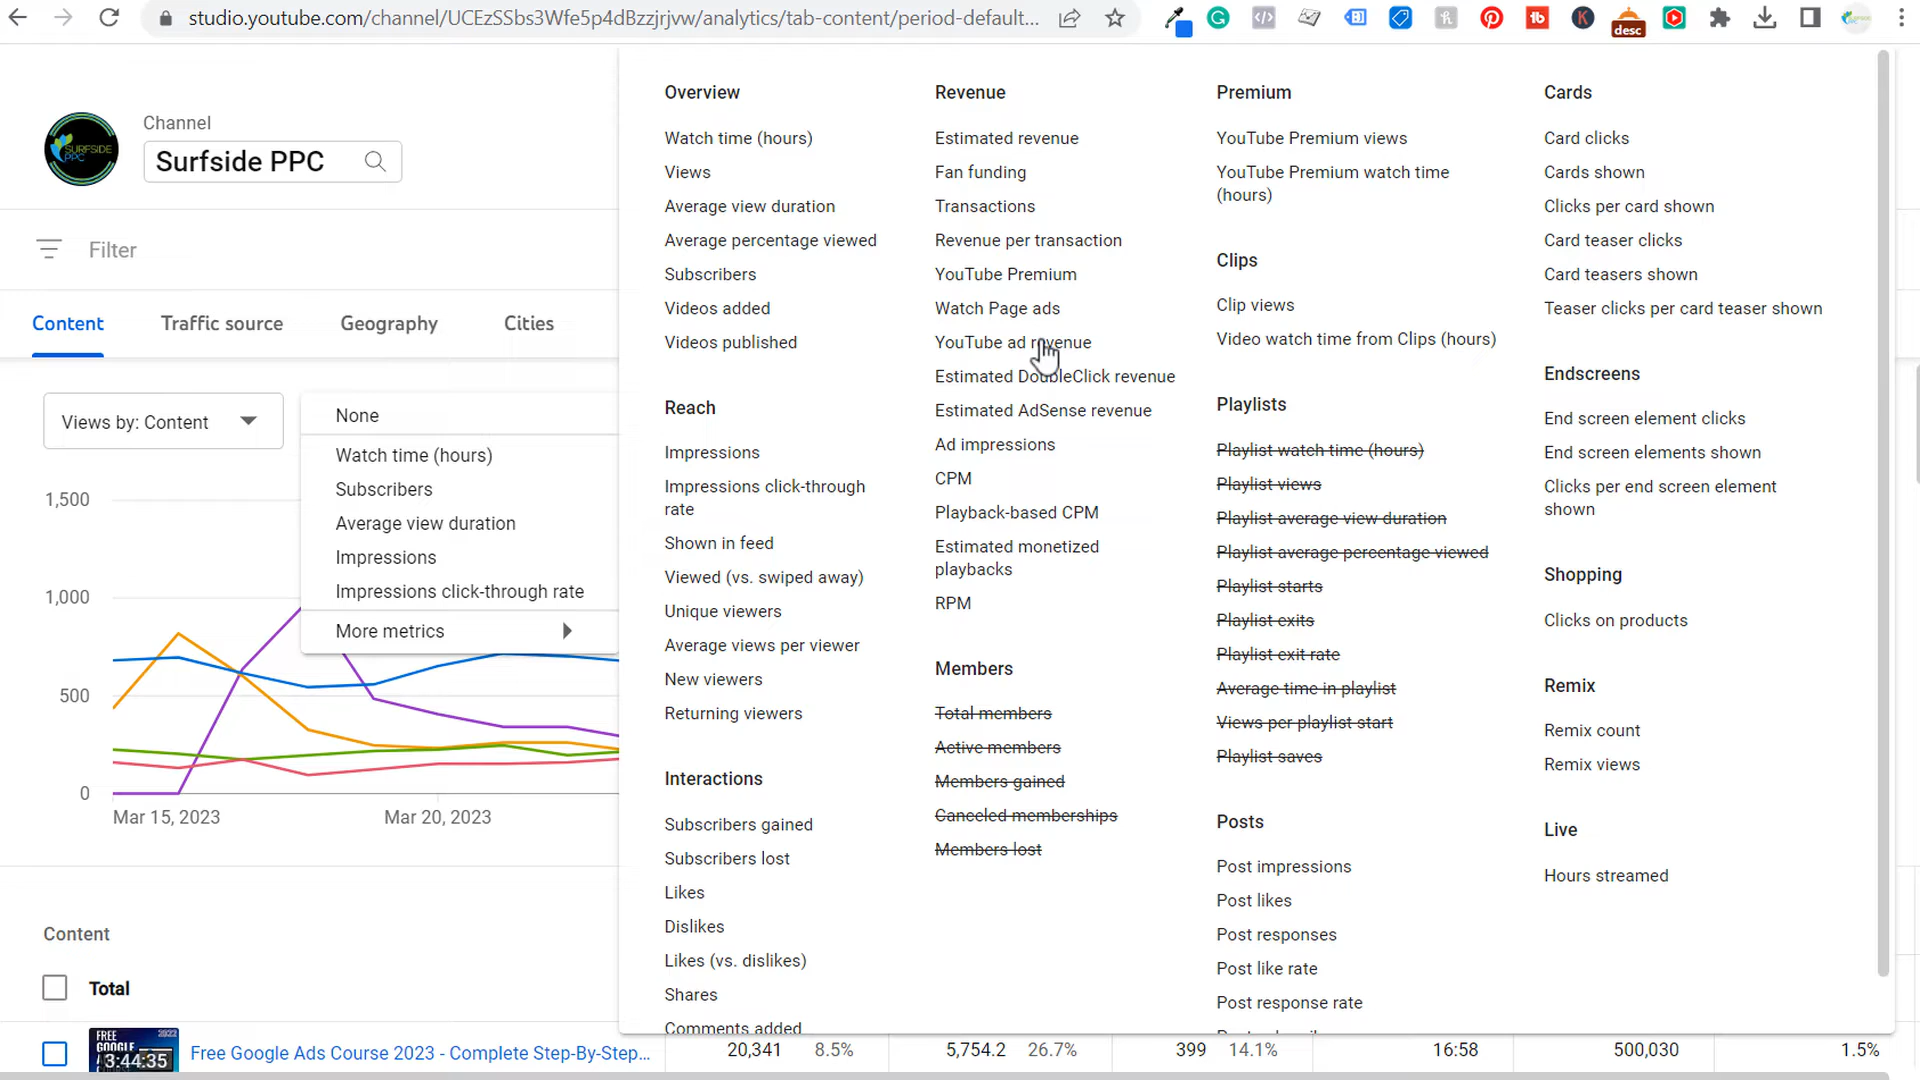 studio.youtube.com/channel/UCEzSSbs3Wfe5p4dBzzjrjvw/analytics/tab-content/period-default...
desc
Channel
Surfside PPC
SURFSIDE
PPC
Filter
Content
Traffic source
Geography
Cities
Views by: Content
None
Watch time (hours)
Subscribers
Average view duration
Impressions
Impressions click-through rate
More metrics
1,500
1,000
500
0
Mar 15, 2023
Mar 20, 2023
Overview
Watch time (hours)
Views
Average view duration
Average percentage viewed
Subscribers
Videos added
Videos published
Reach
Impressions
Impressions click-through
rate
Shown in feed
Viewed (vs. swiped away)
Unique viewers
Average views per viewer
New viewers
Returning viewers
Interactions
Subscribers gained
Subscribers lost
Likes
Dislikes
Likes (vs. dislikes)
Shares
Comments added
Revenue
Estimated revenue
Fan funding
Transactions
Revenue per transaction
YouTube Premium
Watch Page ads
YouTube ad revenue
Estimated DoubleClick revenue
Estimated AdSense revenue
Ad impressions
CPM
Playback-based CPM
Estimated monetized
playbacks
RPM
Members
Total members
Active members
Members gained
Canceled memberships
Members lost
Premium
YouTube Premium views
YouTube Premium watch time
(hours)
Clips
Clip views
Video watch time from Clips (hours)
Playlists
Playlist watch time (hours)
Playlist views
Playlist average view duration
Playlist average percentage viewed
Playlist starts
Playlist exits
Playlist exit rate
Average time in playlist
Views per playlist start
Playlist saves
Posts
Post impressions
Post likes
Post responses
Post like rate
Post response rate
Cards
Card clicks
Cards shown
Clicks per card shown
Card teaser clicks
Card teasers shown
Teaser clicks per card teaser shown
Endscreens
End screen element clicks
End screen elements shown
Clicks per end screen element
shown
Shopping
Clicks on products
Remix
Remix count
Remix views
Live
Hours streamed
Content
Total
FREE 2022
GOOGLE
3:44:35
Free Google Ads Course 2023 - Complete Step-By-Step...
20,341 8.5%
5,754.2 26.7%
399 14.1%
16:58
500,030
1.5%